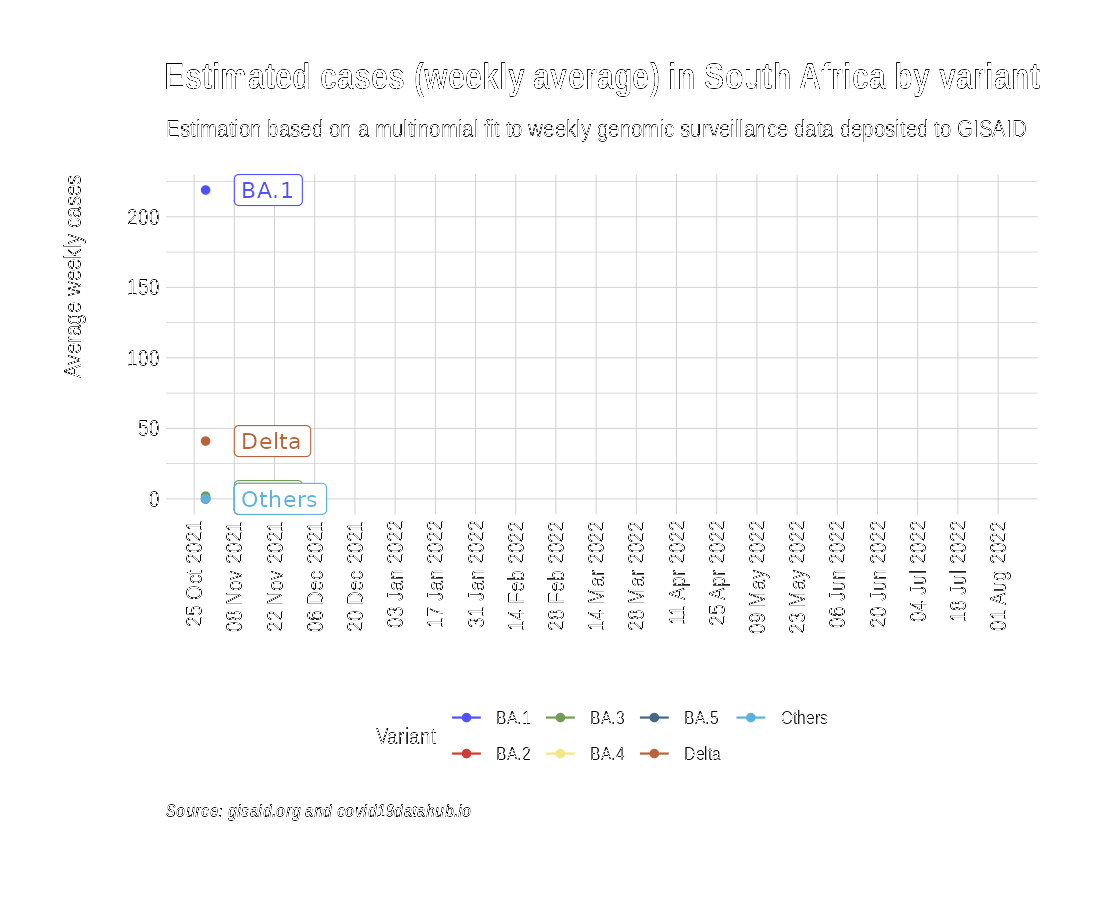 Estimated cases (weekly average) in South Africa by variant
Estimation based on a multinomial fit to weekly genomic surveillance data deposited to GISAID
Average weekly cases
200
150
100
50
0
BA.1
Delta
Others
25 Oct 2021
08 Nov 2021
22 Nov 2021
06 Dec 2021
20 Dec 2021
03 Jan 2022
17 Jan 2022
31 Jan 2022
14 Feb 2022
28 Feb 2022
14 Mar 2022
28 Mar 2022
11 Apr 2022
25 Apr 2022
09 May 2022
23 May 2022
06 Jun 2022
20 Jun 2022
04 Jul 2022
18 Jul 2022
01 Aug 2022
Variant
BA.1 BA.3 BA.5 Others
BA.2 BA.4 Delta
Source: gisaid.org and covid19datahub.io